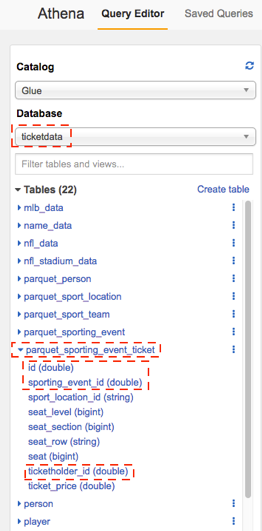 Athena Query Editor Saved Queries
Catalog
Glue
Database
ticketdata
Filter tables and views...
Tables (22) Create table
mlb_data
name_data
nfl_data
nfl_stadium_data
parquet_person
parquet_sport_location
parquet_sport_team
parquet_sporting_event
parquet_sporting_event_ticket
id (double)
sporting_event_id (double)
sport_location_id (string)
seat_level (bigint)
seat_section (bigint)
seat_row (string)
seat (bigint)
ticketholder_id (double)
ticket_price (double)
person
player